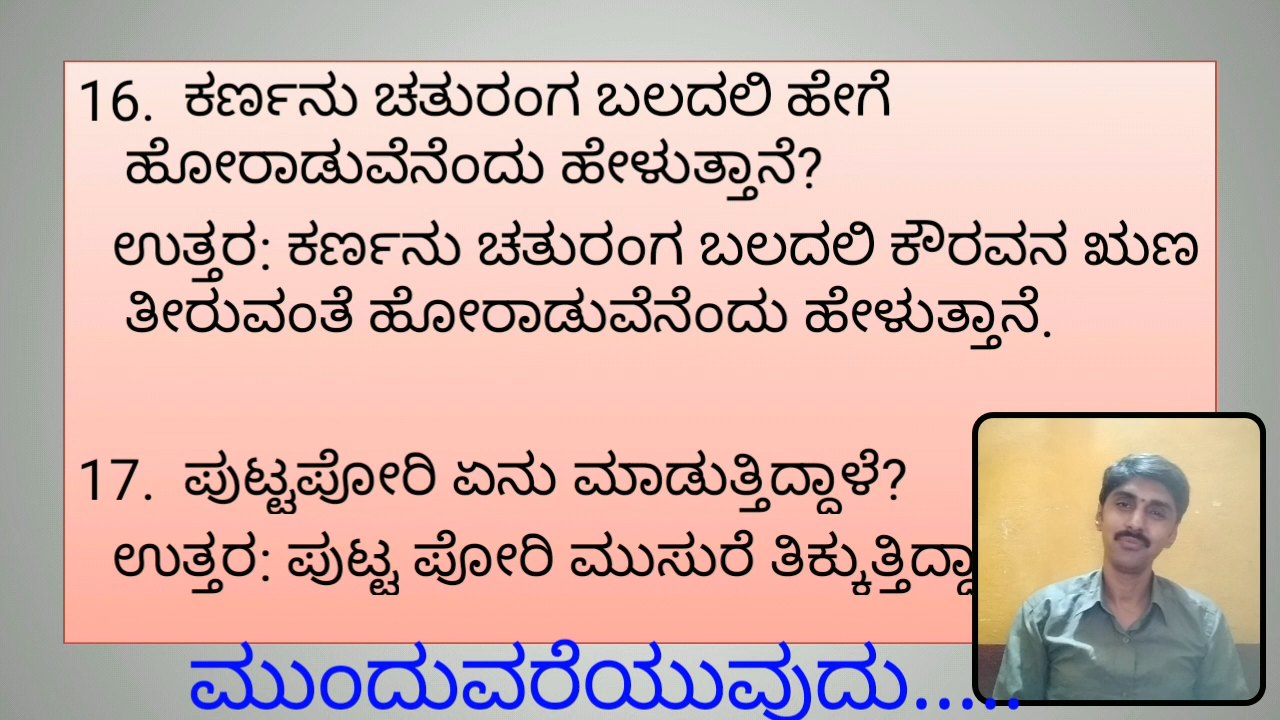 16. ಕರ್ಣನು ಚತುರಂಗ ಬಲದಲಿ ಹೇಗೆ
ಹೋರಾಡುವೆನೆಂದು ಹೇಳುತ್ತಾನೆ?
ಉತ್ತರ: ಕರ್ಣನು ಚತುರಂಗ ಬಲದಲಿ ಕೌರವನ ಋಣ
ತೀರುವಂತೆ ಹೋರಾಡುವೆನೆಂದು ಹೇಳುತ್ತಾನೆ.
17. ಪುಟ್ಟಪೋರಿ ಏನು ಮಾಡುತ್ತಿದ್ದಾಳೆ?
ಉತ್ತರ: ಪುಟ್ಟ ಪೋರಿ ಮುಸುರೆ
ಮುಂದುವರೆಯುವುದು.....